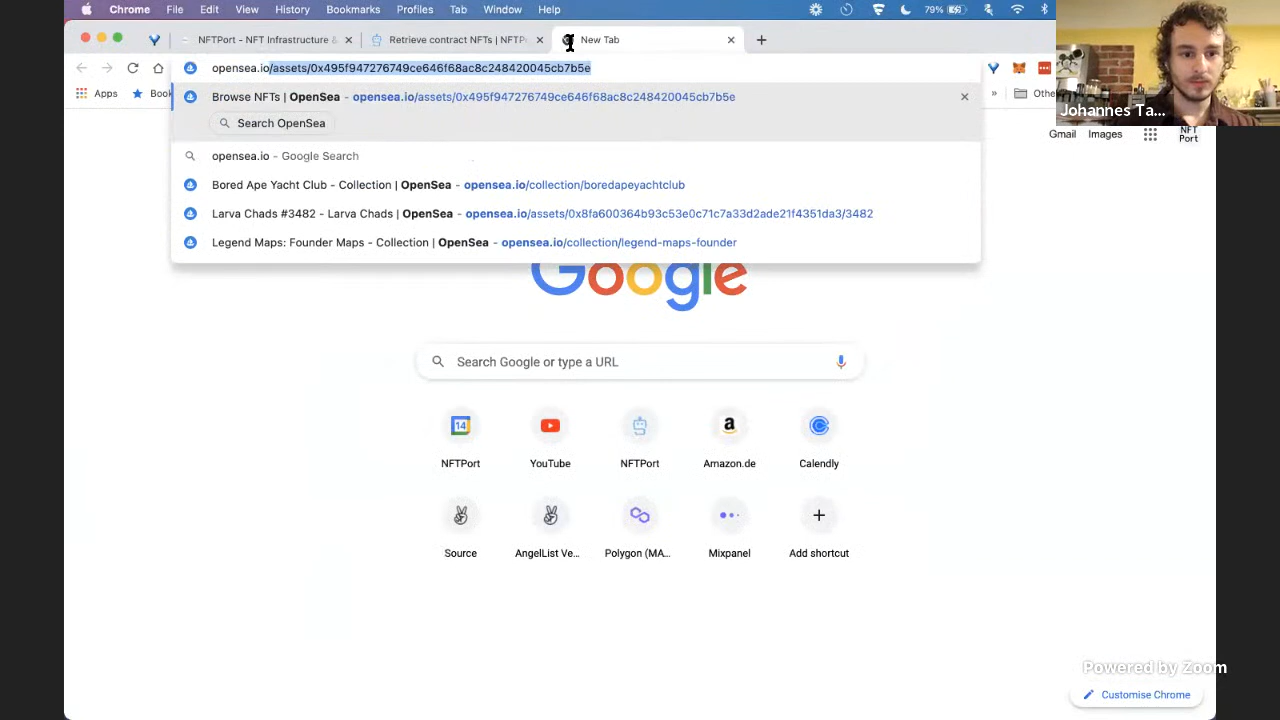 Chrome File Edit View History Bookmarks Profiles Tab Window Help 79%
NFTPort - NFT Infrastructure &
Retrieve contract NFTs | NFTP
New Tab
opensea.io/assets/0x495f947276749ce646f68ac8c248420045cb7b5e
Apps
Book
Browse NFTs | OpenSea - opensea.io/assets/0x495f947276749ce646f68ac8c248420045cb7b5e
Search OpenSea
opensea.io - Google Search
Bored Ape Yacht Club - Collection | OpenSea - opensea.io/collection/boredapeyachtclub
Larva Chads #3482 - Larva Chads | OpenSea - opensea.io/assets/0x8fa600364b93c53e0c71c7a33d2ade21f4351da3/3482
Legend Maps: Founder Maps - Collection | OpenSea - opensea.io/collection/legend-maps-founder
» Othe
Johannes Ta...
Gmail Images NFT Port
Google
Search Google or type a URL
14
NFTPort YouTube NFTPort Amazon.de Calendly
Source AngelList Ve... Polygon (MA... Mixpanel Add shortcut
Powered by Zoom
Customise Chrome